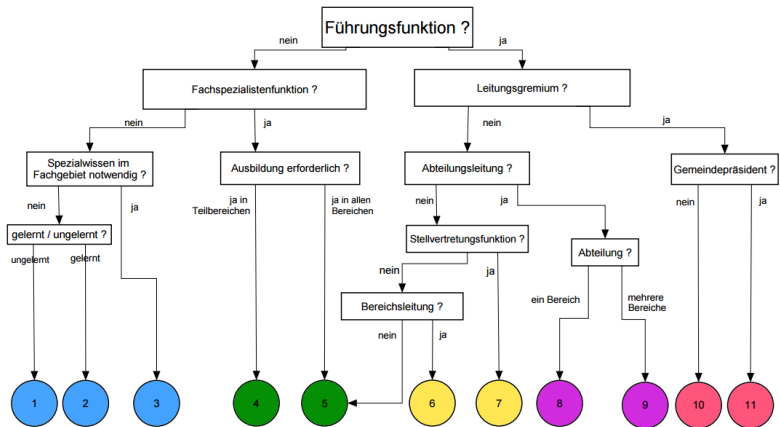 Führungsfunktion ?
nein
ja
Fachspezialistenfunktion ?
Leitungsgremium ?
nein
ja
nein
ja
Spezialwissen im
Fachgebiet notwendig ?
Ausbildung erforderlich ?
Abteilungsleitung ?
Gemeindepräsident ?
nein
ja
ja in
Teilbereichen
ja in allen
Bereichen
nein
ja
nein
ja
gelernt / ungelernt ?
Stellvertretungsfunktion ?
Abteilung ?
ungelernt
gelernt
nein
ja
ein Bereich
mehrere
Bereiche
Bereichsleitung ?
nein
ja
1
2
3
4
5
6
7
8
9
10
11